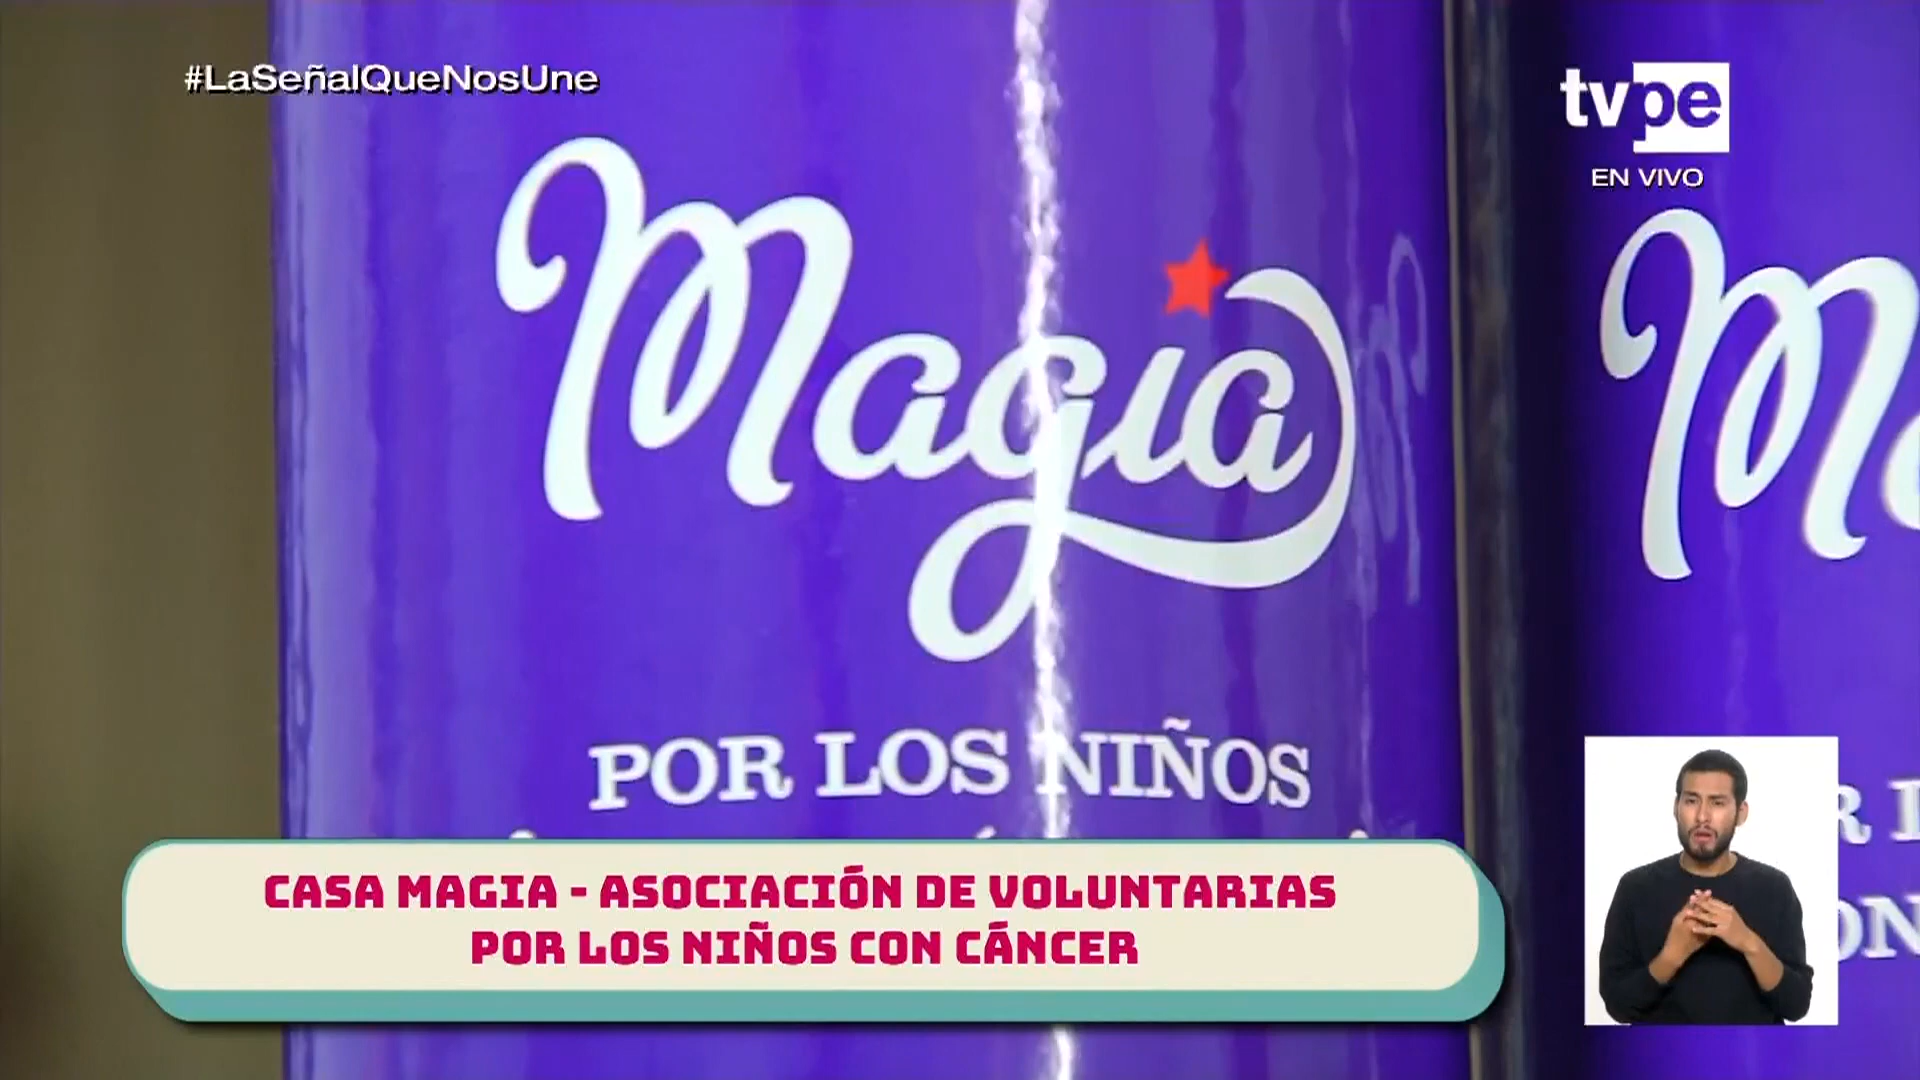 #LaSeñalQueNosUne
tvpe
EN VIVO
Magia
POR LOS NIÑOS
CASA MAGIA - ASOCIACIÓN DE VOLUNTARIAS
POR LOS NIÑOS CON CÁNCER